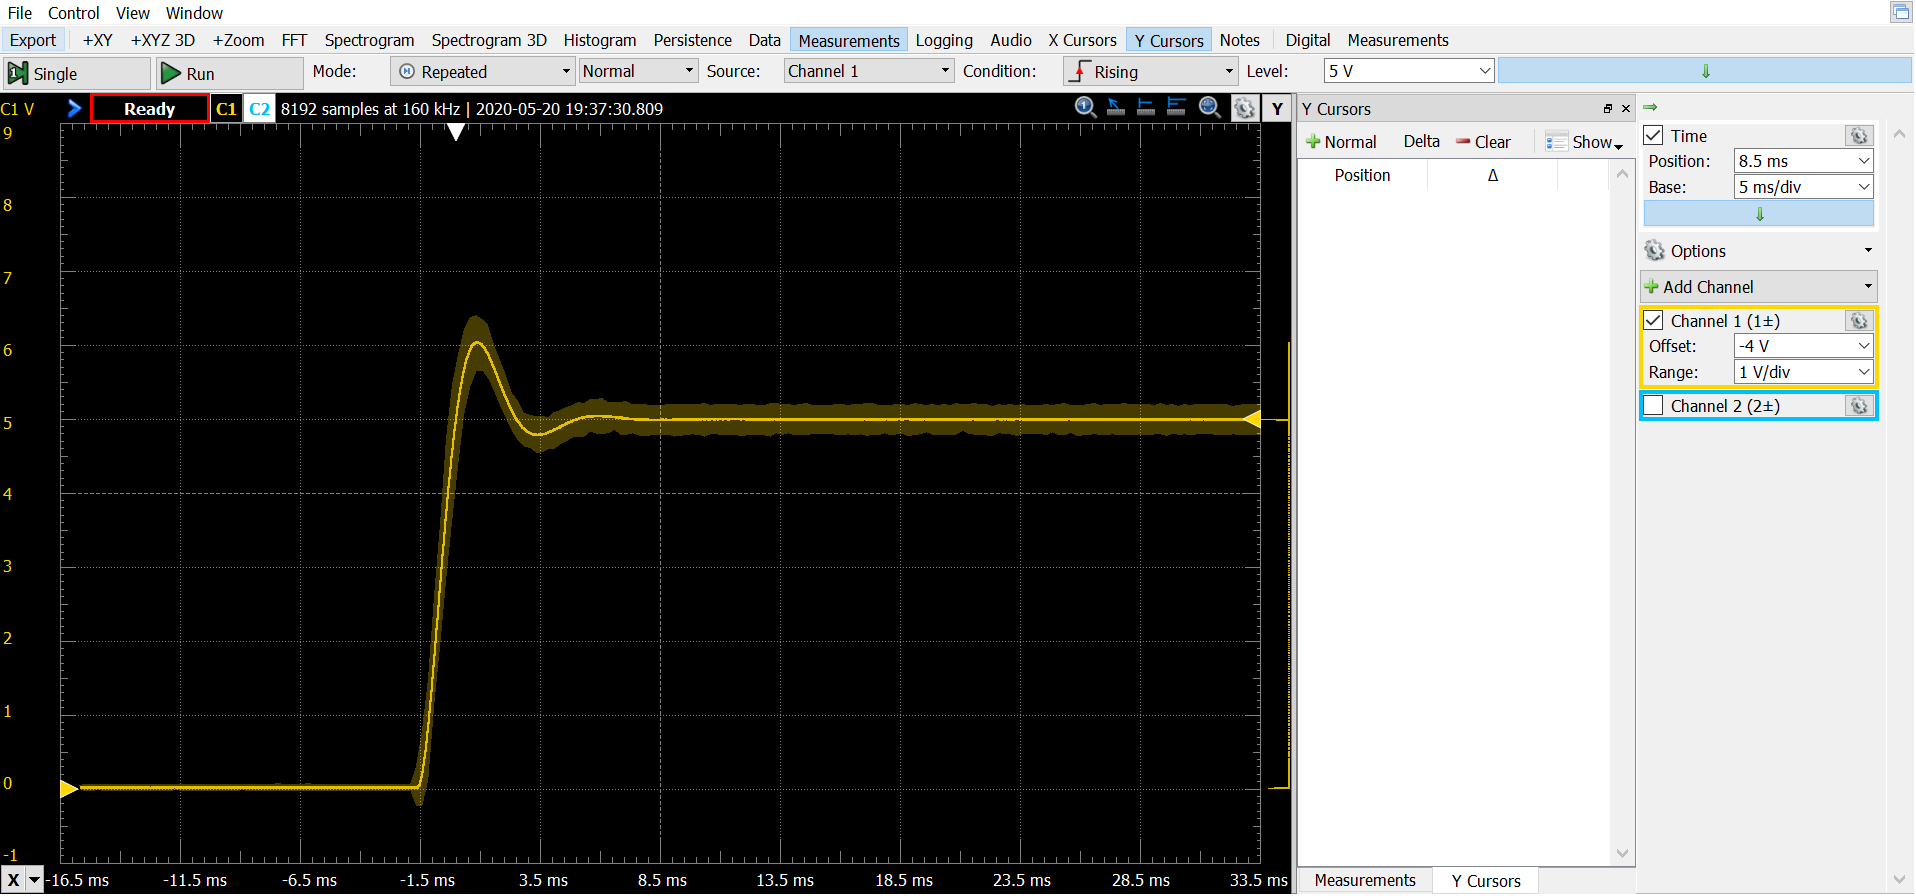 File Control View Window
Export +XY +XYZ 3D +Zoom FFT Spectrogram Spectrogram 3D Histogram Persistence Data Measurements Logging Audio X Cursors Y Cursors Notes Digital Measurements
1 Single Run Mode: Repeated Normal Source: Channel 1 Condition: Rising Level: 5 V
C1 V Ready C1 C2 8192 samples at 160 kHz | 2020-05-20 19:37:30.809 Y
9
8
7
6
5
4
3
2
1
0
-1
X -16.5 ms -11.5 ms -6.5 ms -1.5 ms 3.5 ms 8.5 ms 13.5 ms 18.5 ms 23.5 ms 28.5 ms 33.5 ms
Y Cursors
Normal Delta Clear Show
Position Δ
Measurements Y Cursors
Time
Position: 8.5 ms
Base: 5 ms/div
Options
Add Channel
Channel 1 (1±)
Offset: -4 V
Range: 1 V/div
Channel 2 (2±)